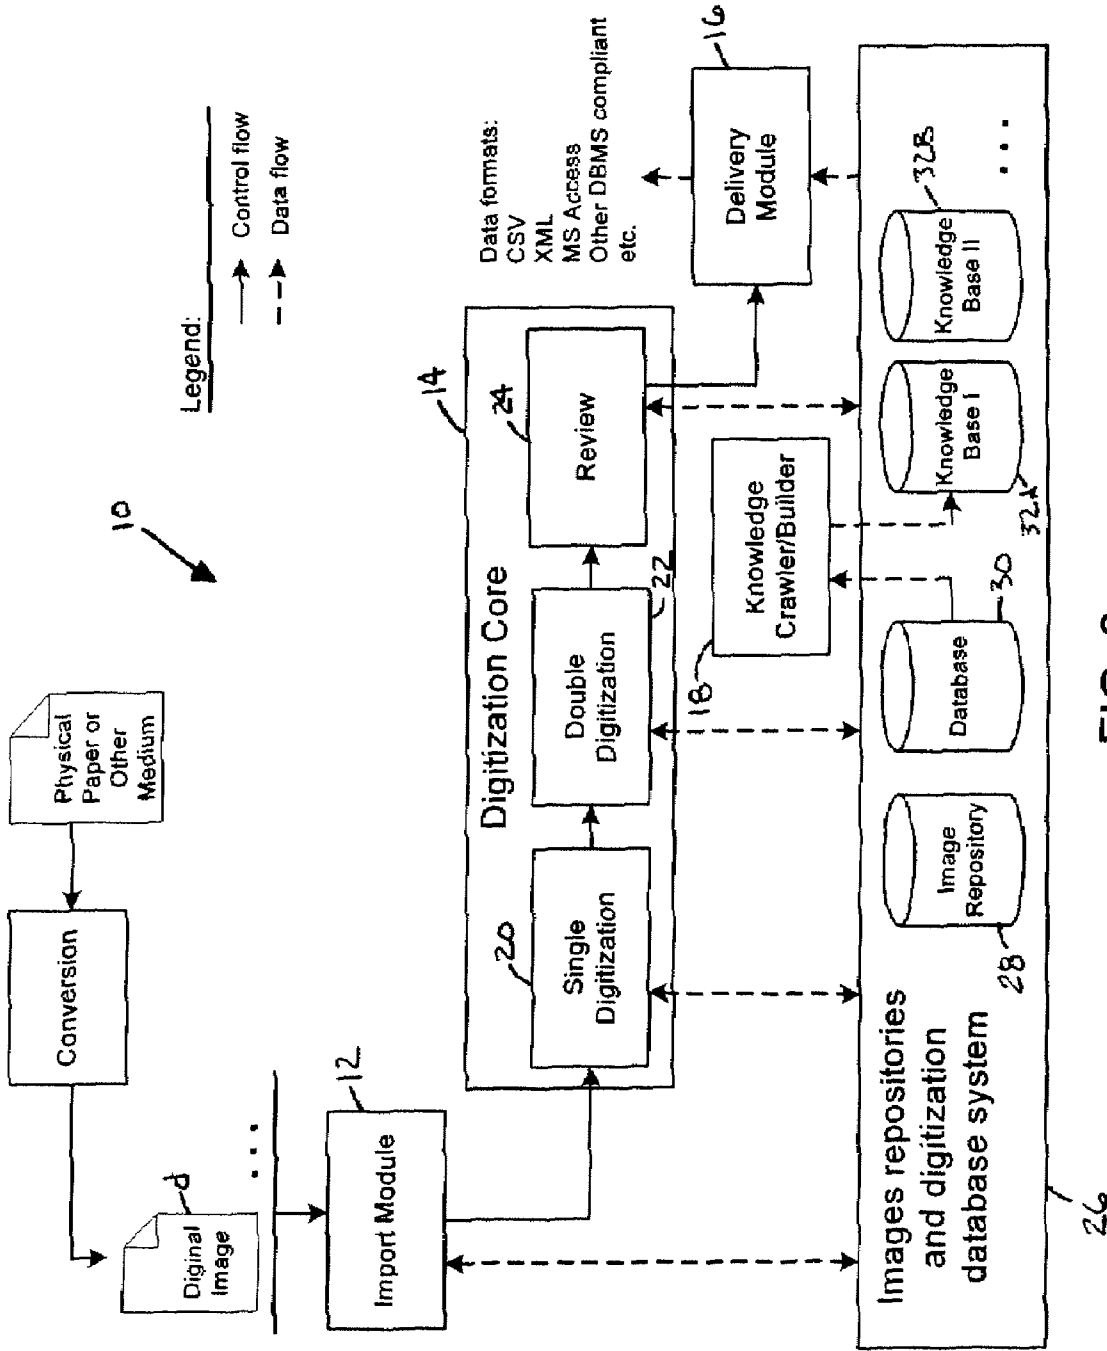 10
Legend:
Control flow
Data flow
Physical
Paper or
Other
Medium
Conversion
d
Diginal
Image
. . .
12
Import Module
14
Digitization Core
20
Single
Digitization
Double
Digitization
22
24
Review
Data formats:
CSV
XML
MS Access
Other DBMS compliant
etc.
16
Delivery
Module
18
Knowledge
Crawler/Builder
Images repositories
and digitization
database system
26
Image
Repository
28
Database
30
Knowledge
Base I
32A
Knowledge
Base II
32B
. . .